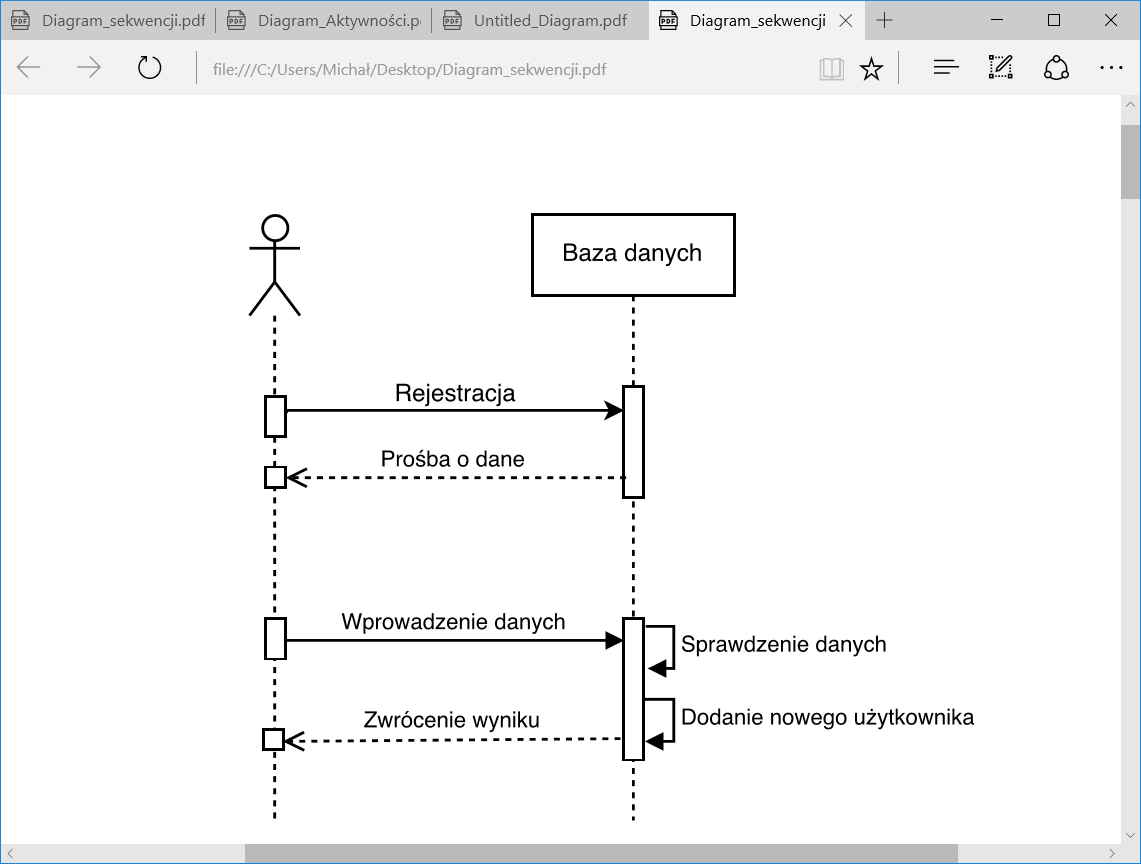 Diagram_sekwencji.pdf
Diagram_Aktywności.p
Untitled_Diagram.pdf
Diagram_sekwencji
file:///C:/Users/Michał/Desktop/Diagram_sekwencji.pdf
Baza danych
Rejestracja
Prośba o dane
Wprowadzenie danych
Sprawdzenie danych
Zwrócenie wyniku
Dodanie nowego użytkownika